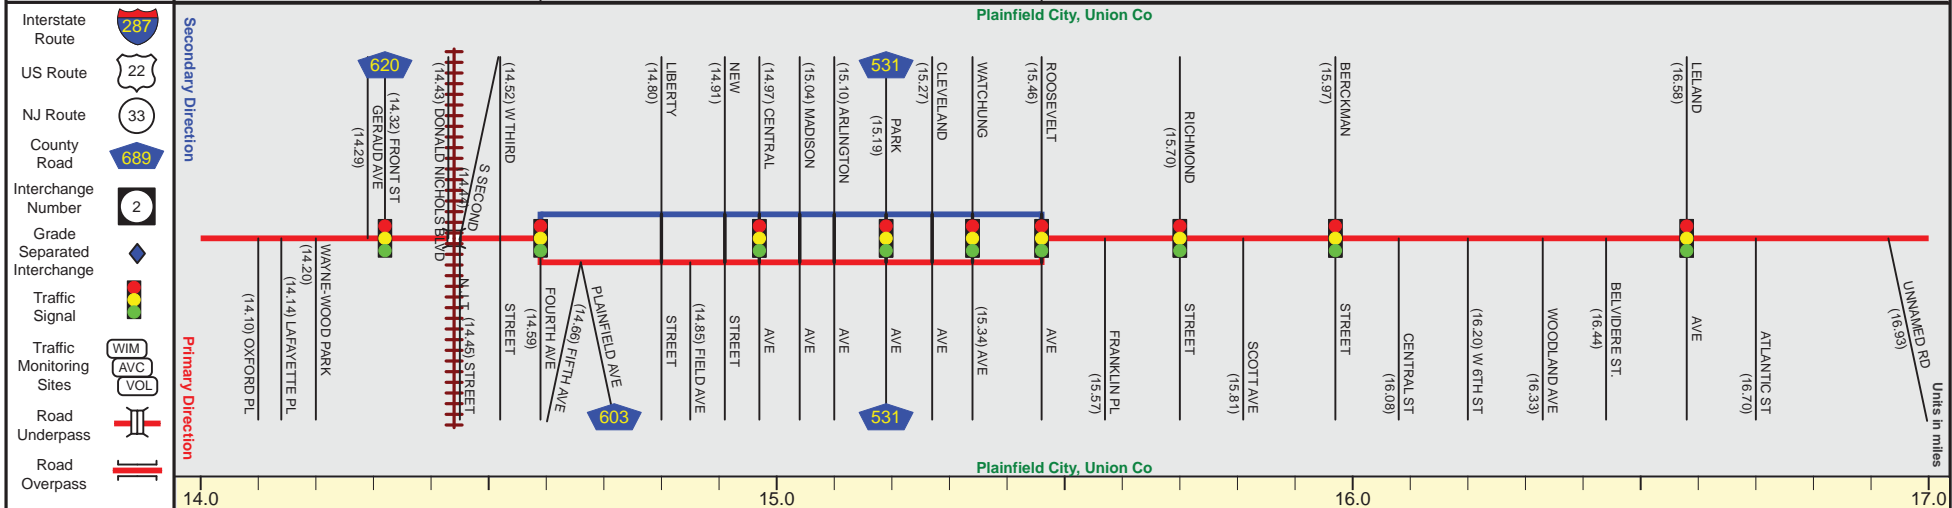 Interstate
Route
287
US Route
22
NJ Route
33
County
Road
689
Interchange
Number
2
Grade
Separated
Interchange
Traffic
Signal
Traffic
Monitoring
Sites
WIM
AVC
VOL
Road
Underpass
Road
Overpass
Secondary Direction
Primary Direction
Plainfield City, Union Co
620
531
GERAUD AVE
(14.29)
(14.32) FRONT ST
(14.43) DONALD NICHOLS BLVD
(14.44)
S SECOND
(14.52) W THIRD
LIBERTY
(14.80)
NEW
(14.91)
(14.97) CENTRAL
(15.04) MADISON
(15.10) ARLINGTON
PARK
(15.19)
CLEVELAND
(15.27)
WATCHUNG
ROOSEVELT
(15.46)
RICHMOND
(15.70)
BERCKMAN
(15.97)
LELAND
(16.58)
(14.10) OXFORD PL
(14.14) LAFAYETTE PL
WAYNE-WOOD PARK
(14.20)
N.J.T.
(14.45) STREET
STREET
FOURTH AVE
(14.59)
(14.66) FIFTH AVE
PLAINFIELD AVE
603
STREET
(14.85) FIELD AVE
STREET
AVE
AVE
AVE
AVE
531
AVE
(15.34) AVE
AVE
FRANKLIN PL
(15.57)
STREET
SCOTT AVE
(15.81)
STREET
CENTRAL ST
(16.08)
(16.20) W 6TH ST
WOODLAND AVE
(16.33)
BELVIDERE ST.
(16.44)
AVE
ATLANTIC ST
(16.70)
UNNAMED RD
(16.93)
Units in miles
Plainfield City, Union Co
14.0
15.0
16.0
17.0